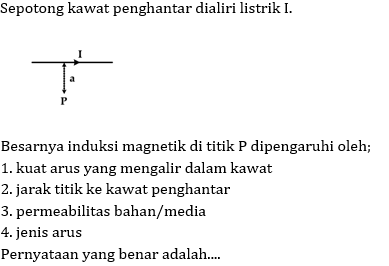 Sepotong kawat penghantar dialiri listrik I.
I
a
P
Besarnya induksi magnetik di titik P dipengaruhi oleh;
1. kuat arus yang mengalir dalam kawat
2. jarak titik ke kawat penghantar
3. permeabilitas bahan/media
4. jenis arus
Pernyataan yang benar adalah....